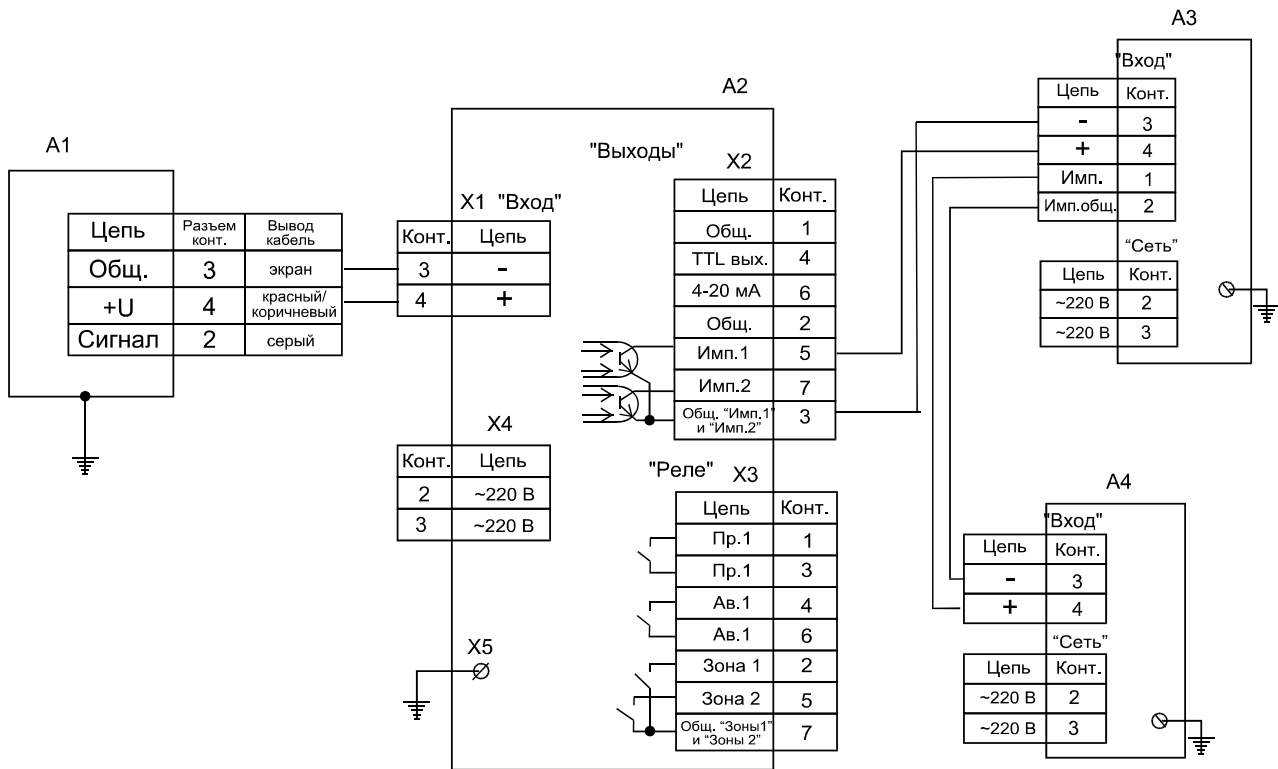 A1
Цепь Разъем конт. Вывод кабель
Общ. 3 экран
+U 4 красный/ коричневый
Сигнал 2 серый
A2
X1 "Вход"
Конт. Цепь
3 -
4 +
X4
Конт. Цепь
2 ~220 В
3 ~220 В
X5
"Выходы"
X2
Цепь Конт.
Общ. 1
TTL вых. 4
4-20 мА 6
Общ. 2
Имп.1 5
Имп.2 7
Общ. “Имп.1” и “Имп.2” 3
"Реле" X3
Цепь Конт.
Пр.1 1
Пр.1 3
Ав.1 4
Ав.1 6
Зона 1 2
Зона 2 5
Общ. “Зоны1” и “Зоны 2” 7
A3
"Вход"
Цепь Конт.
- 3
+ 4
Имп. 1
Имп.общ. 2
“Сеть”
Цепь Конт.
~220 В 2
~220 В 3
A4
"Вход"
Цепь Конт.
- 3
+ 4
“Сеть”
Цепь Конт.
~220 В 2
~220 В 3